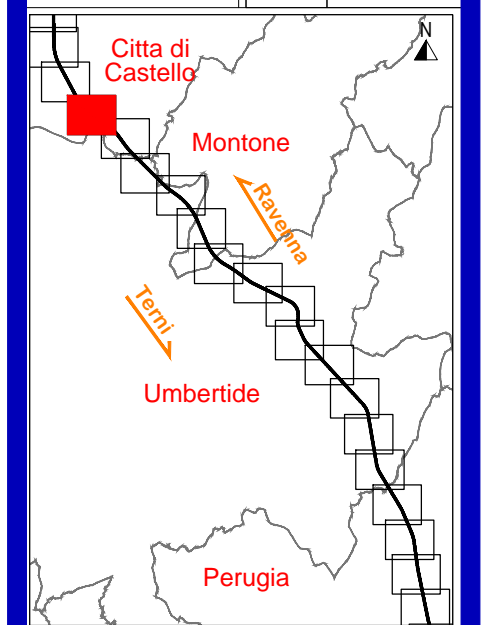 N
Citta di
Castello
Montone
Ravenna
Terni
Umbertide
Perugia